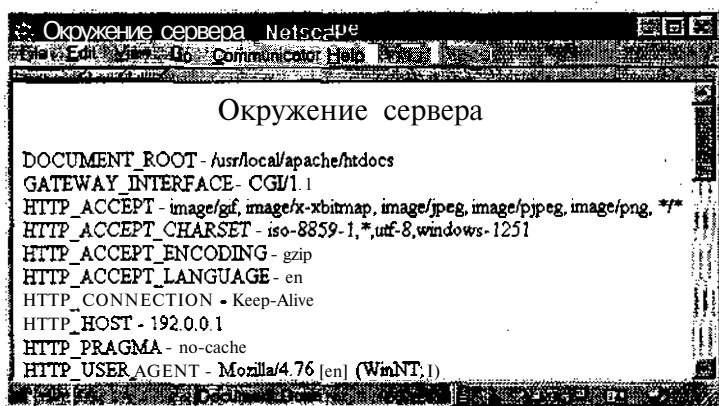 Окружение сервера Netscape
File Edit View Go Communicator Help
Окружение сервера
DOCUMENT_ROOT - /usr/local/apache/htdocs
GATEWAY_INTERFACE - CGI/1.1
HTTP_ACCEPT - image/gif, image/x-xbitmap, image/jpeg, image/pjpeg, image/png, */*
HTTP_ACCEPT_CHARSET - iso-8859-1,*,utf-8,windows-1251
HTTP_ACCEPT_ENCODING - gzip
HTTP_ACCEPT_LANGUAGE - en
HTTP_CONNECTION - Keep-Alive
HTTP_HOST - 192.0.0.1
HTTP_PRAGMA - no-cache
HTTP_USER_AGENT - Mozilla/4.76 [en] (WinNT; I)
Document Done